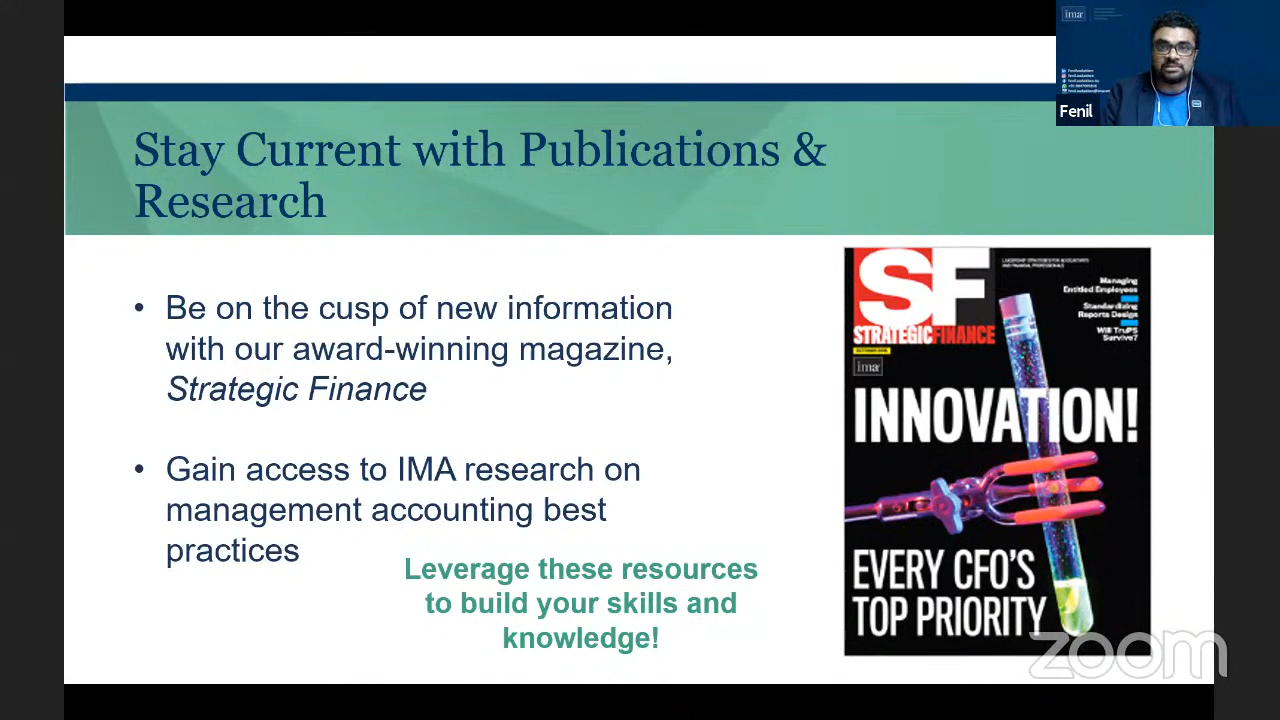 Stay Current with Publications &
Research
• Be on the cusp of new information
with our award-winning magazine,
Strategic Finance
• Gain access to IMA research on
management accounting best
practices
Leverage these resources
to build your skills and
knowledge!
SF
STRATEGICFINANCE
LEADERSHIP STRATEGIES FOR ACCOUNTANTS
AND FINANCIAL PROFESSIONALS
Managing
Entitled Employees
Standardizing
Reports Design
Will TruPS
Survive?
ima
INNOVATION!
EVERY CFO'S
TOP PRIORITY
zoom
ima
Fenil